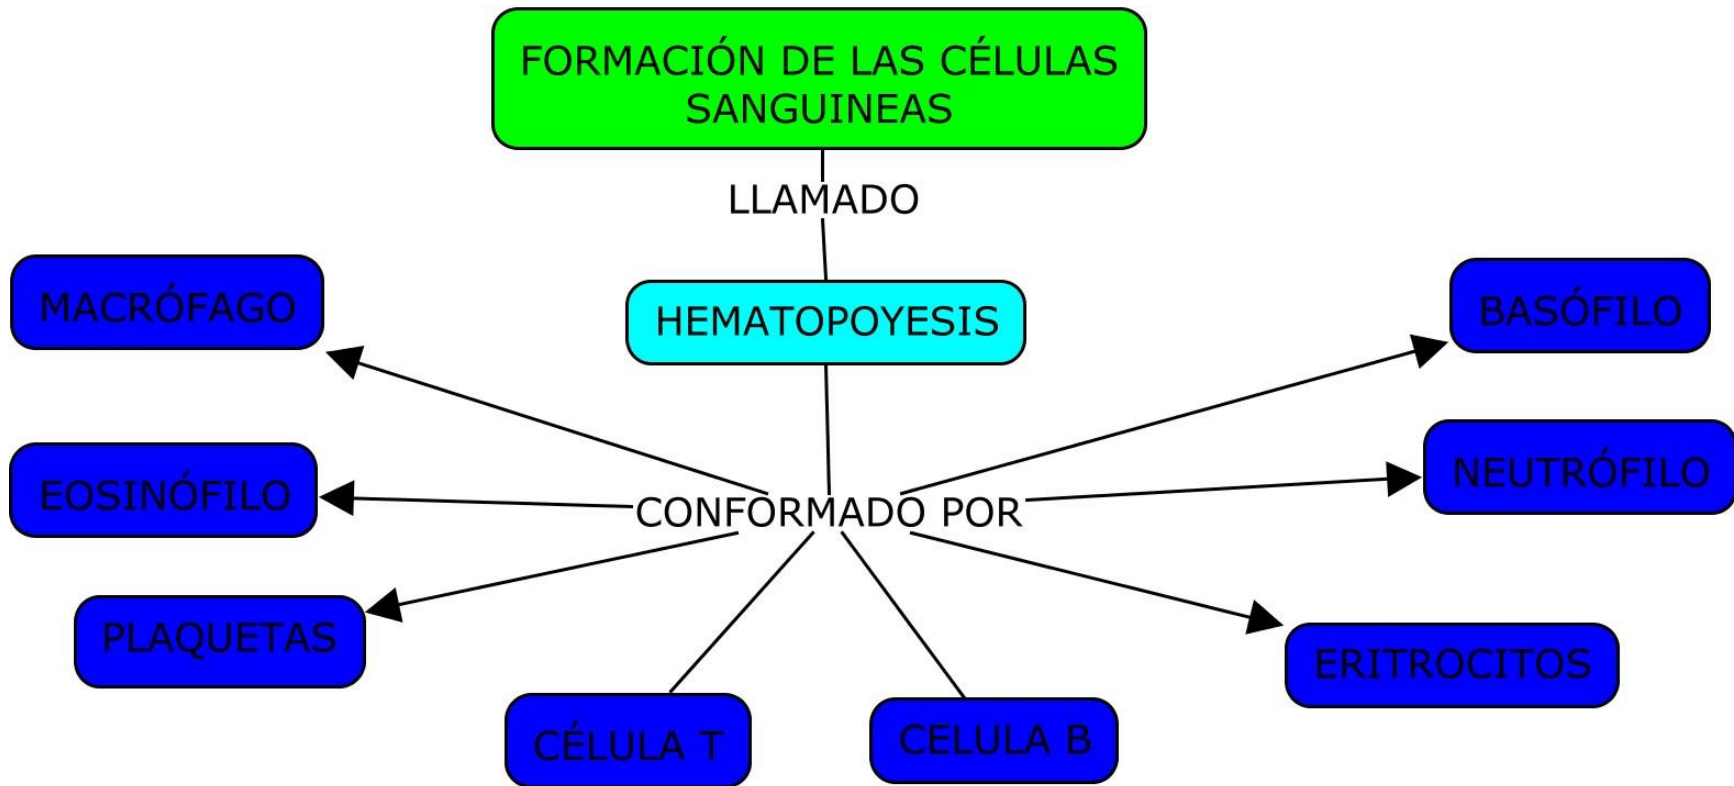 FORMACIÓN DE LAS CÉLULAS
SANGUINEAS
LLAMADO
HEMATOPOYESIS
MACRÓFAGO
BASÓFILO
EOSINÓFILO
NEUTRÓFILO
CONFORMADO POR
PLAQUETAS
ERITROCITOS
CÉLULA T
CELULA B